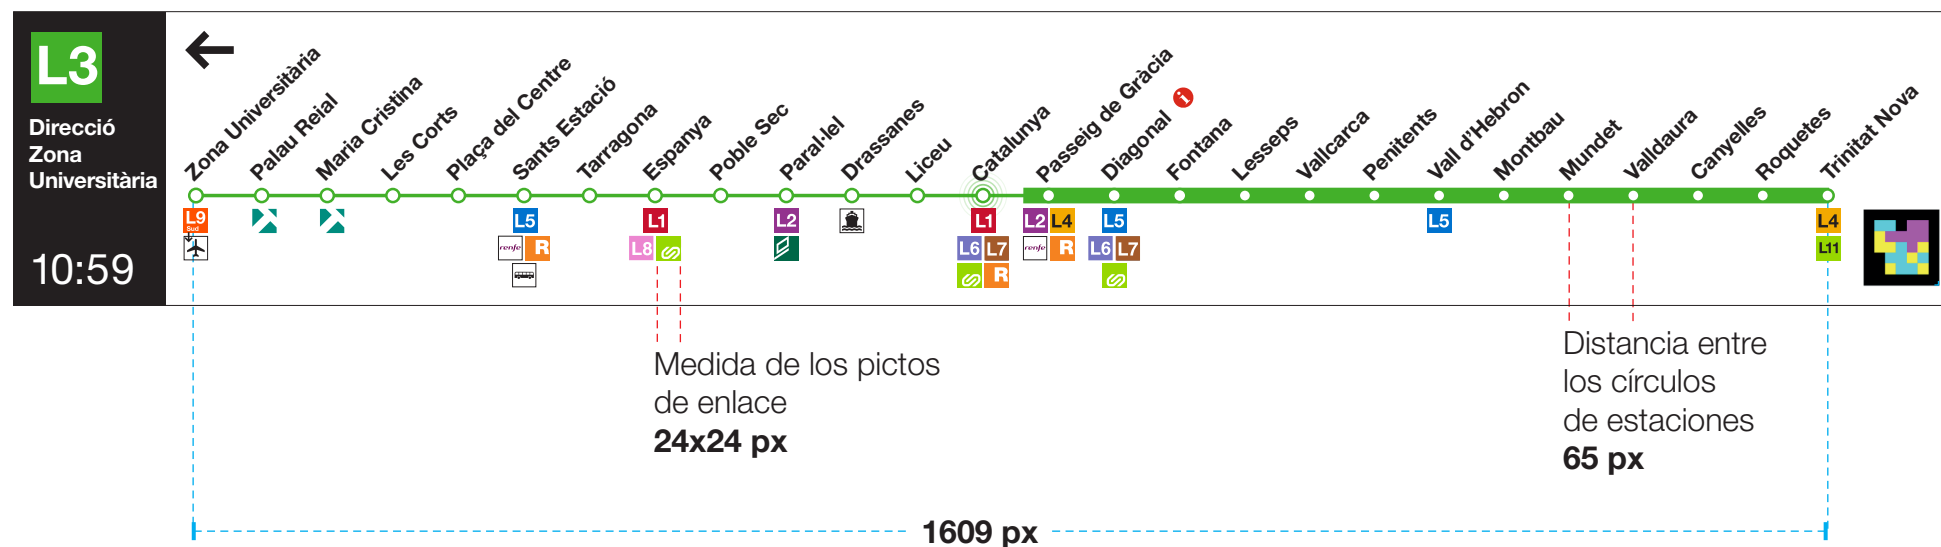 L3
Direcció
Zona
Universitària
10:59
Zona Universitària
Palau Reial
Maria Cristina
Les Corts
Plaça del Centre
Sants Estació
Tarragona
Espanya
Poble Sec
Paral·lel
Drassanes
Liceu
Catalunya
Passeig de Gràcia
Diagonal
i
Fontana
Lesseps
Vallcarca
Penitents
Vall d'Hebron
Montbau
Mundet
Valldaura
Canyelles
Roquetes
Trinitat Nova
L9
Sud
L5
renfe R
L1
L8
L2
L1
L6 L7
R
L2 L4
renfe R
L5
L6 L7
L5
L4
L11
Medida de los pictos
de enlace
24x24 px
Distancia entre
los círculos
de estaciones
65 px
1609 px